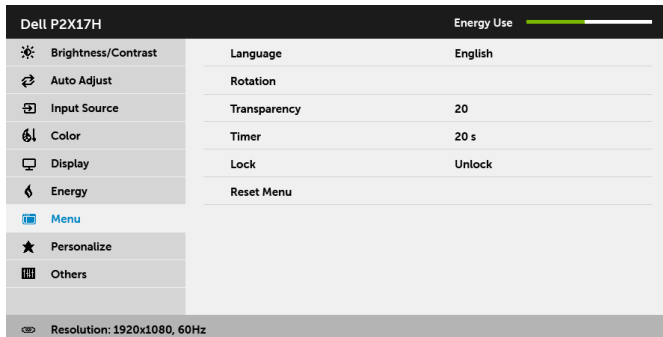 Dell P2X17H Energy Use
Brightness/Contrast Language English
Auto Adjust Rotation
Input Source Transparency 20
Color Timer 20 s
Display Lock Unlock
Energy Reset Menu
Menu
Personalize
Others
Resolution: 1920x1080, 60Hz